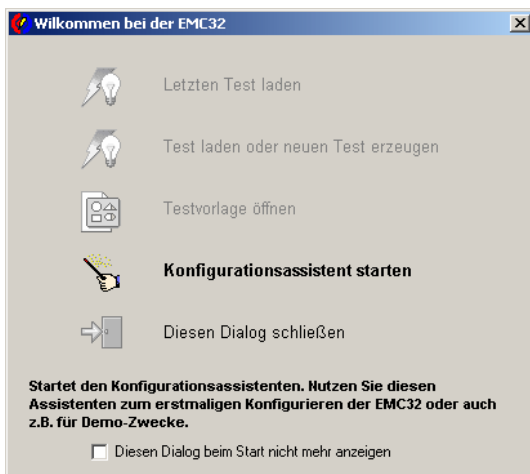 Wilkommen bei der EMC32
Letzten Test laden
Test laden oder neuen Test erzeugen
Testvorlage öffnen
Konfigurationsassistent starten
Diesen Dialog schließen
Startet den Konfigurationsassistenten. Nutzen Sie diesen
Assistenten zum erstmaligen Konfigurieren der EMC32 oder auch
z.B. für Demo-Zwecke.
Diesen Dialog beim Start nicht mehr anzeigen